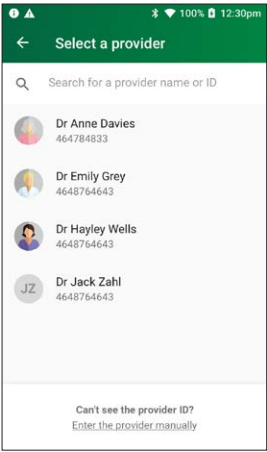 100% 12:30pm
Select a provider
Search for a provider name or ID
Dr Anne Davies
464784833
Dr Emily Grey
4648764643
Dr Hayley Wells
4648764643
JZ
Dr Jack Zahl
4648764643
Can't see the provider ID?
Enter the provider manually